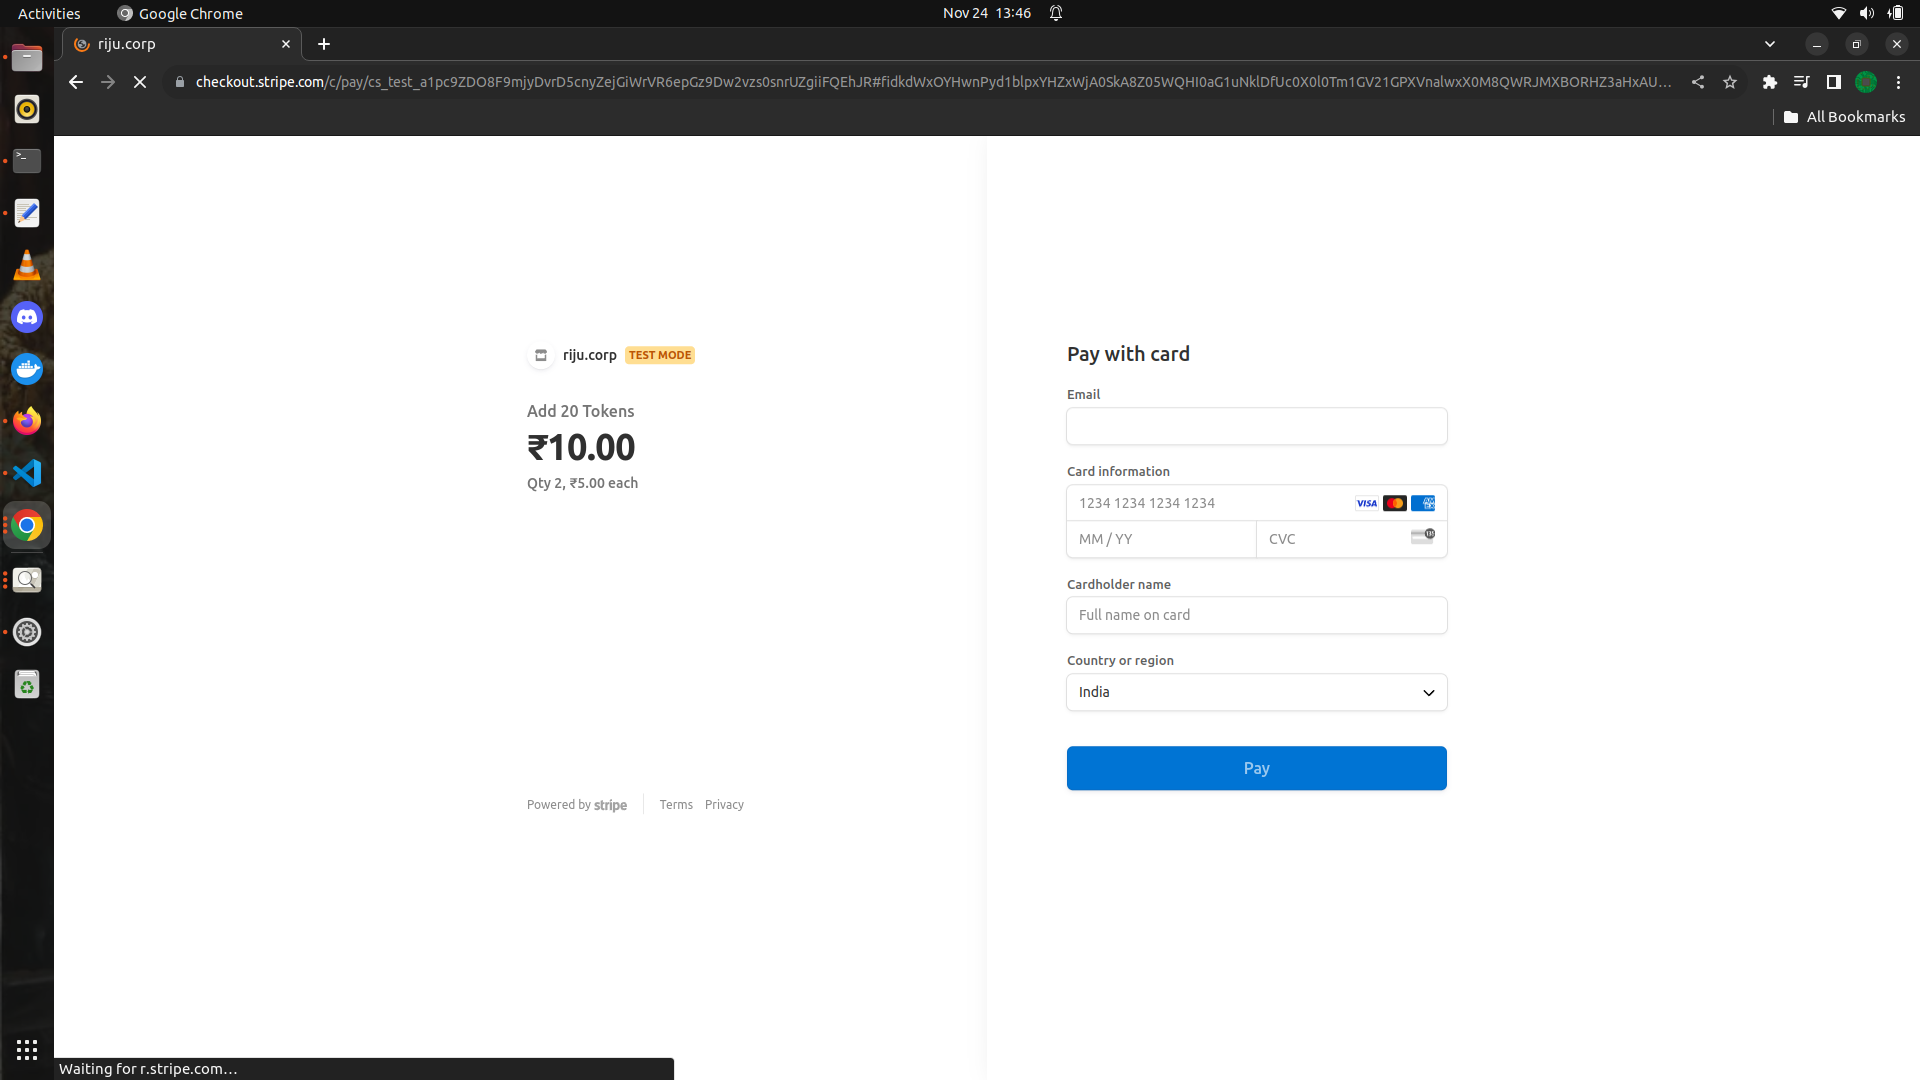 Activities
Google Chrome
Nov 24 13:46
riju.corp
checkout.stripe.com/c/pay/cs_test_a1pc9ZDO8F9mjyDvrD5cnyZejGiWrVR6epGz9Dw2vzs0snrUZgiiFQEhJR#fidkdWxOYHwnPyd1blpxYHZxWjA0SkA8Z05WQHI0aG1uNklDfUc0X0l0Tm1GV21GPXVnalwxX0M8QWRJMXBORHZ3aHxAU...
All Bookmarks
riju.corp TEST MODE
Add 20 Tokens
₹10.00
Qty 2, ₹5.00 each
Powered by stripe
Terms Privacy
Pay with card
Email
Card information
1234 1234 1234 1234
VISA
MM / YY
CVC
Cardholder name
Full name on card
Country or region
India
Pay
Waiting for r.stripe.com...